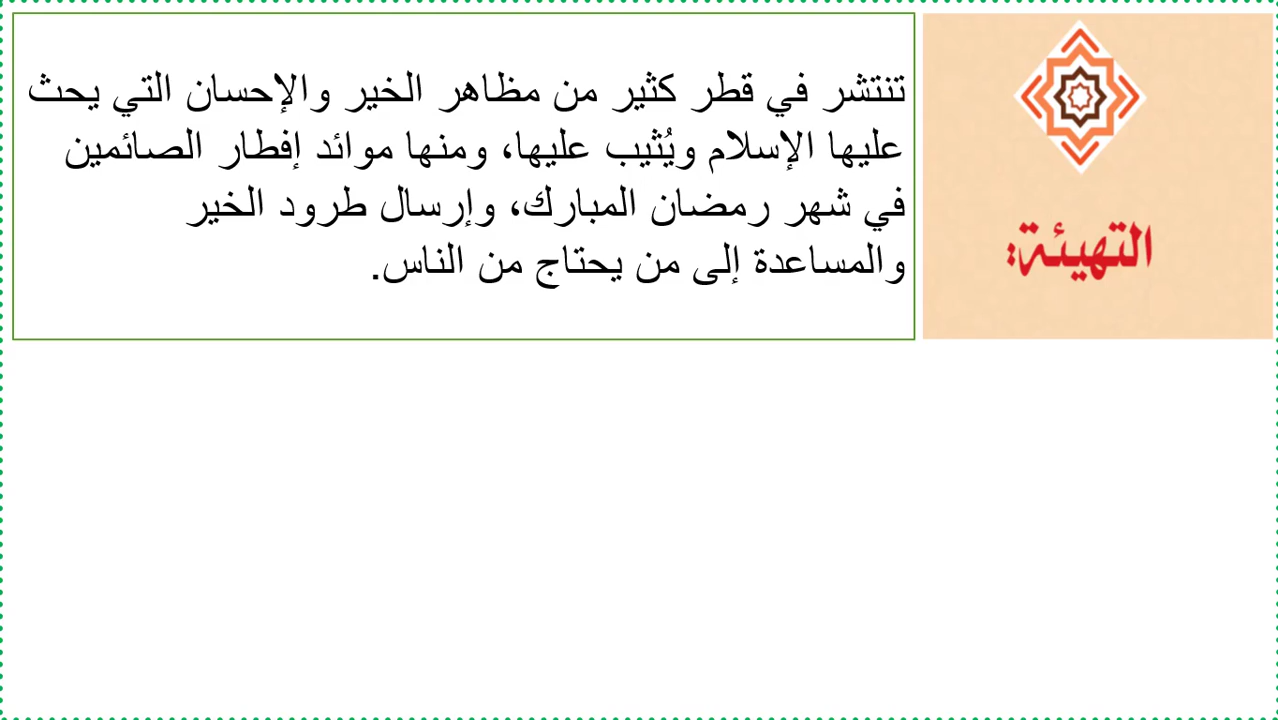 التهيئة:
تنتشر في قطر كثير من مظاهر الخير والإحسان التي يحث
عليها الإسلام ويُثيب عليها، ومنها موائد إفطار الصائمين
في شهر رمضان المبارك، وإرسال طرود الخير
والمساعدة إلى من يحتاج من الناس.